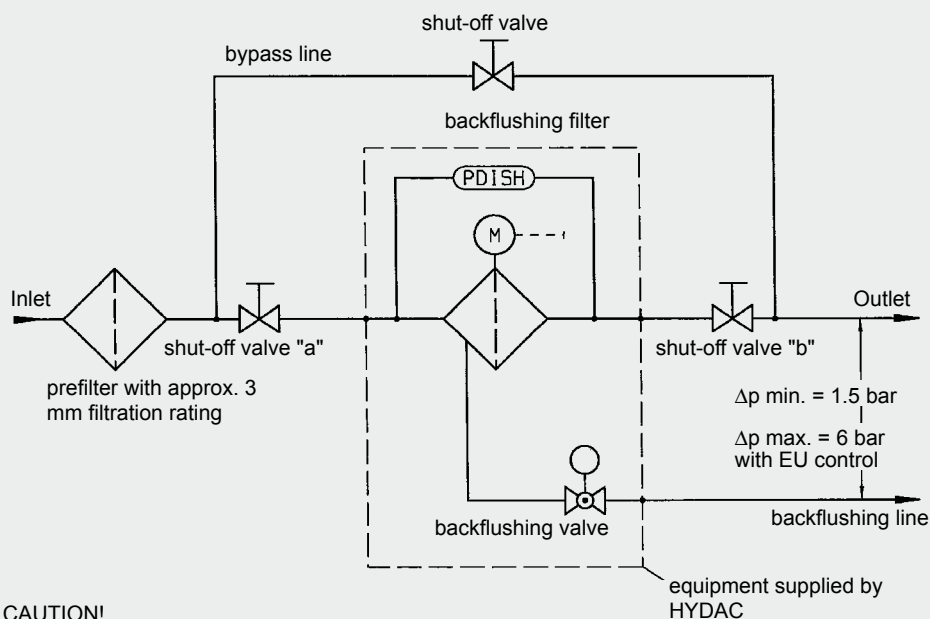 shut-off valve
bypass line
backflushing filter
PDISH
M
Inlet
Outlet
shut-off valve "a"
shut-off valve "b"
prefilter with approx. 3
mm filtration rating
Δp min. = 1.5 bar
Δp max. = 6 bar
with EU control
backflushing valve
backflushing line
equipment supplied by
HYDAC
CAUTION!